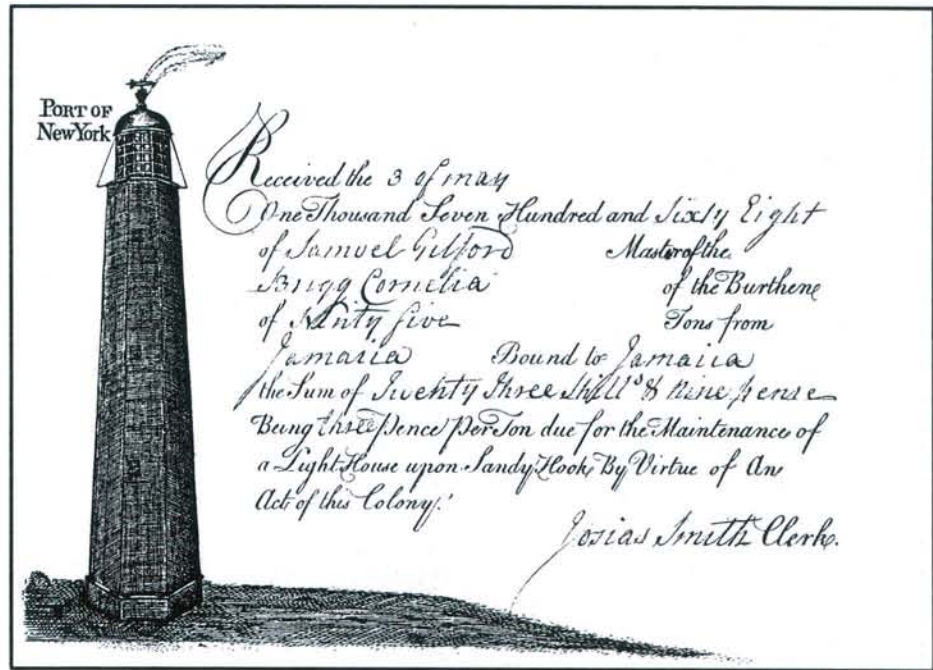 PORT OF
New York
Received the 3 of may
One Thousand Seven Hundred and Sixty Eight
of Samuel Gilford Master of the
Brigg Cornelia of the Burthene
of Ninty five Tons from
Jamaica Bound to Jamaica
the Sum of Twenty three Shill.s & nine pense
Being three pence per Ton due for the Maintenance of
a Light House upon Sandy Hook, By Virtue of An
Act of this Colony.
Josias Smith Clerk.